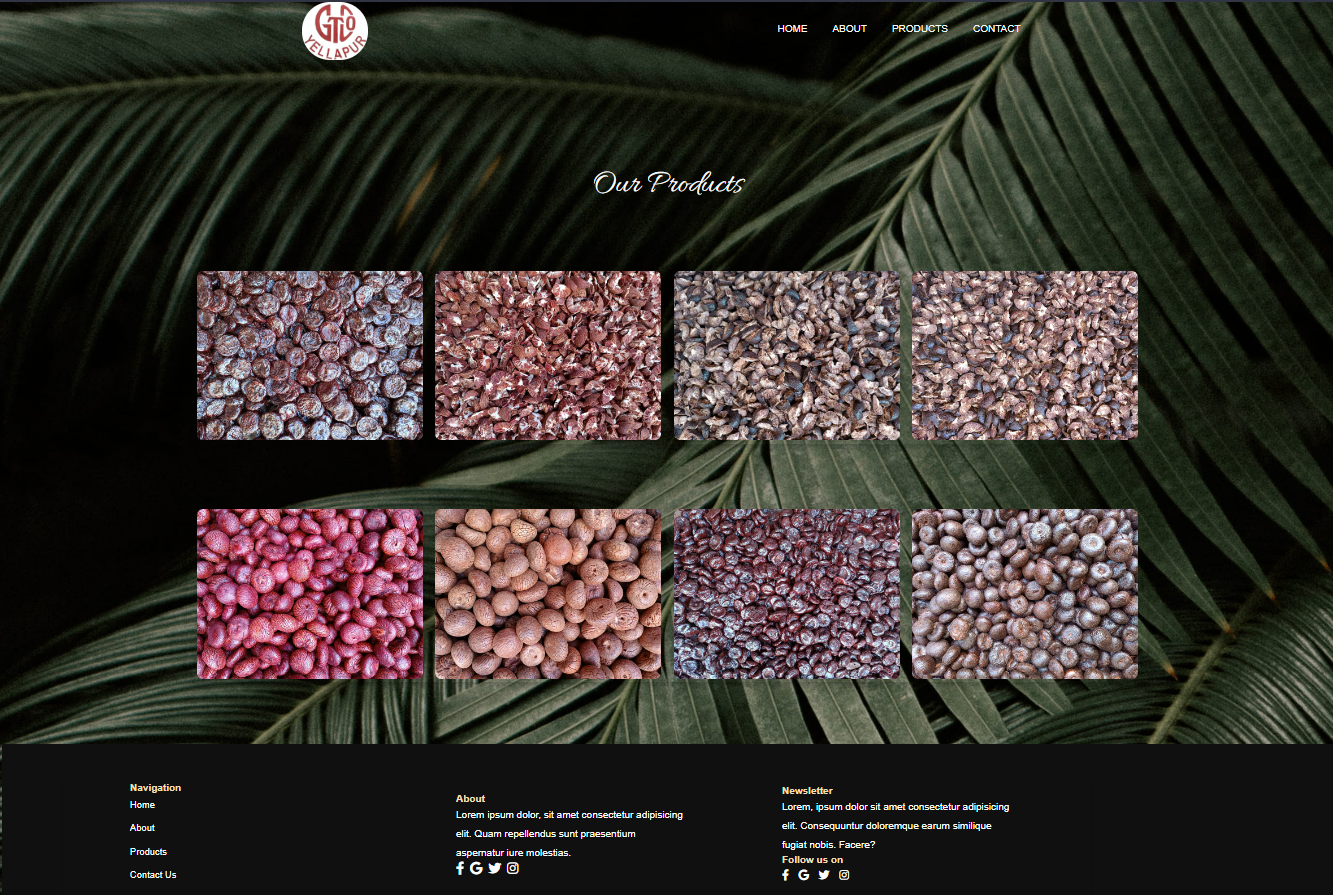 GTCo
YELLAPUR
HOME ABOUT PRODUCTS CONTACT
Our Products
Navigation
Home
About
Products
Contact Us
About
Lorem ipsum dolor, sit amet consectetur adipisicing
elit. Quam repellendus sunt praesentium
aspernatur iure molestias.
Newsletter
Lorem, ipsum dolor sit amet consectetur adipisicing
elit. Consequuntur doloremque earum similique
fugiat nobis. Facere?
Follow us on